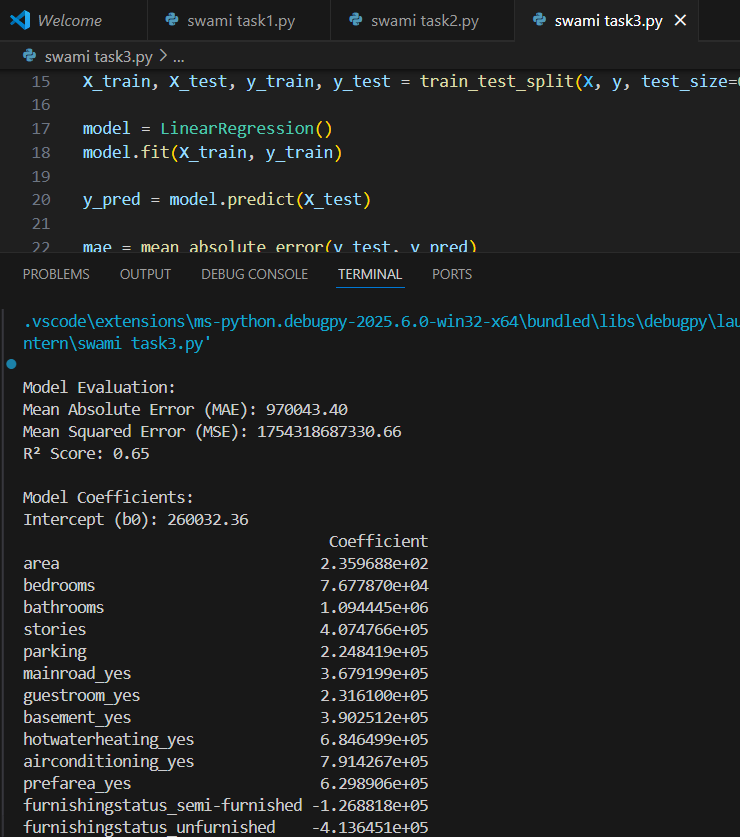 Welcome swami task1.py swami task2.py swami task3.py
swami task3.py > ...
15 X_train, X_test, y_train, y_test = train_test_split(X, y, test_size=
16
17 model = LinearRegression()
18 model.fit(X_train, y_train)
19
20 y_pred = model.predict(X_test)
21
22 mae = mean_absolute_error(y_test, y_pred)
PROBLEMS OUTPUT DEBUG CONSOLE TERMINAL PORTS
.vscode\extensions\ms-python.debugpy-2025.6.0-win32-x64\bundled\libs\debugpy\lau
ntern\swami task3.py'
Model Evaluation:
Mean Absolute Error (MAE): 970043.40
Mean Squared Error (MSE): 1754318687330.66
R² Score: 0.65
Model Coefficients:
Intercept (b0): 260032.36
Coefficient
area 2.359688e+02
bedrooms 7.677870e+04
bathrooms 1.094445e+06
stories 4.074766e+05
parking 2.248419e+05
mainroad_yes 3.679199e+05
guestroom_yes 2.316100e+05
basement_yes 3.902512e+05
hotwaterheating_yes 6.846499e+05
airconditioning_yes 7.914267e+05
prefarea_yes 6.298906e+05
furnishingstatus_semi-furnished -1.268818e+05
furnishingstatus_unfurnished -4.136451e+05